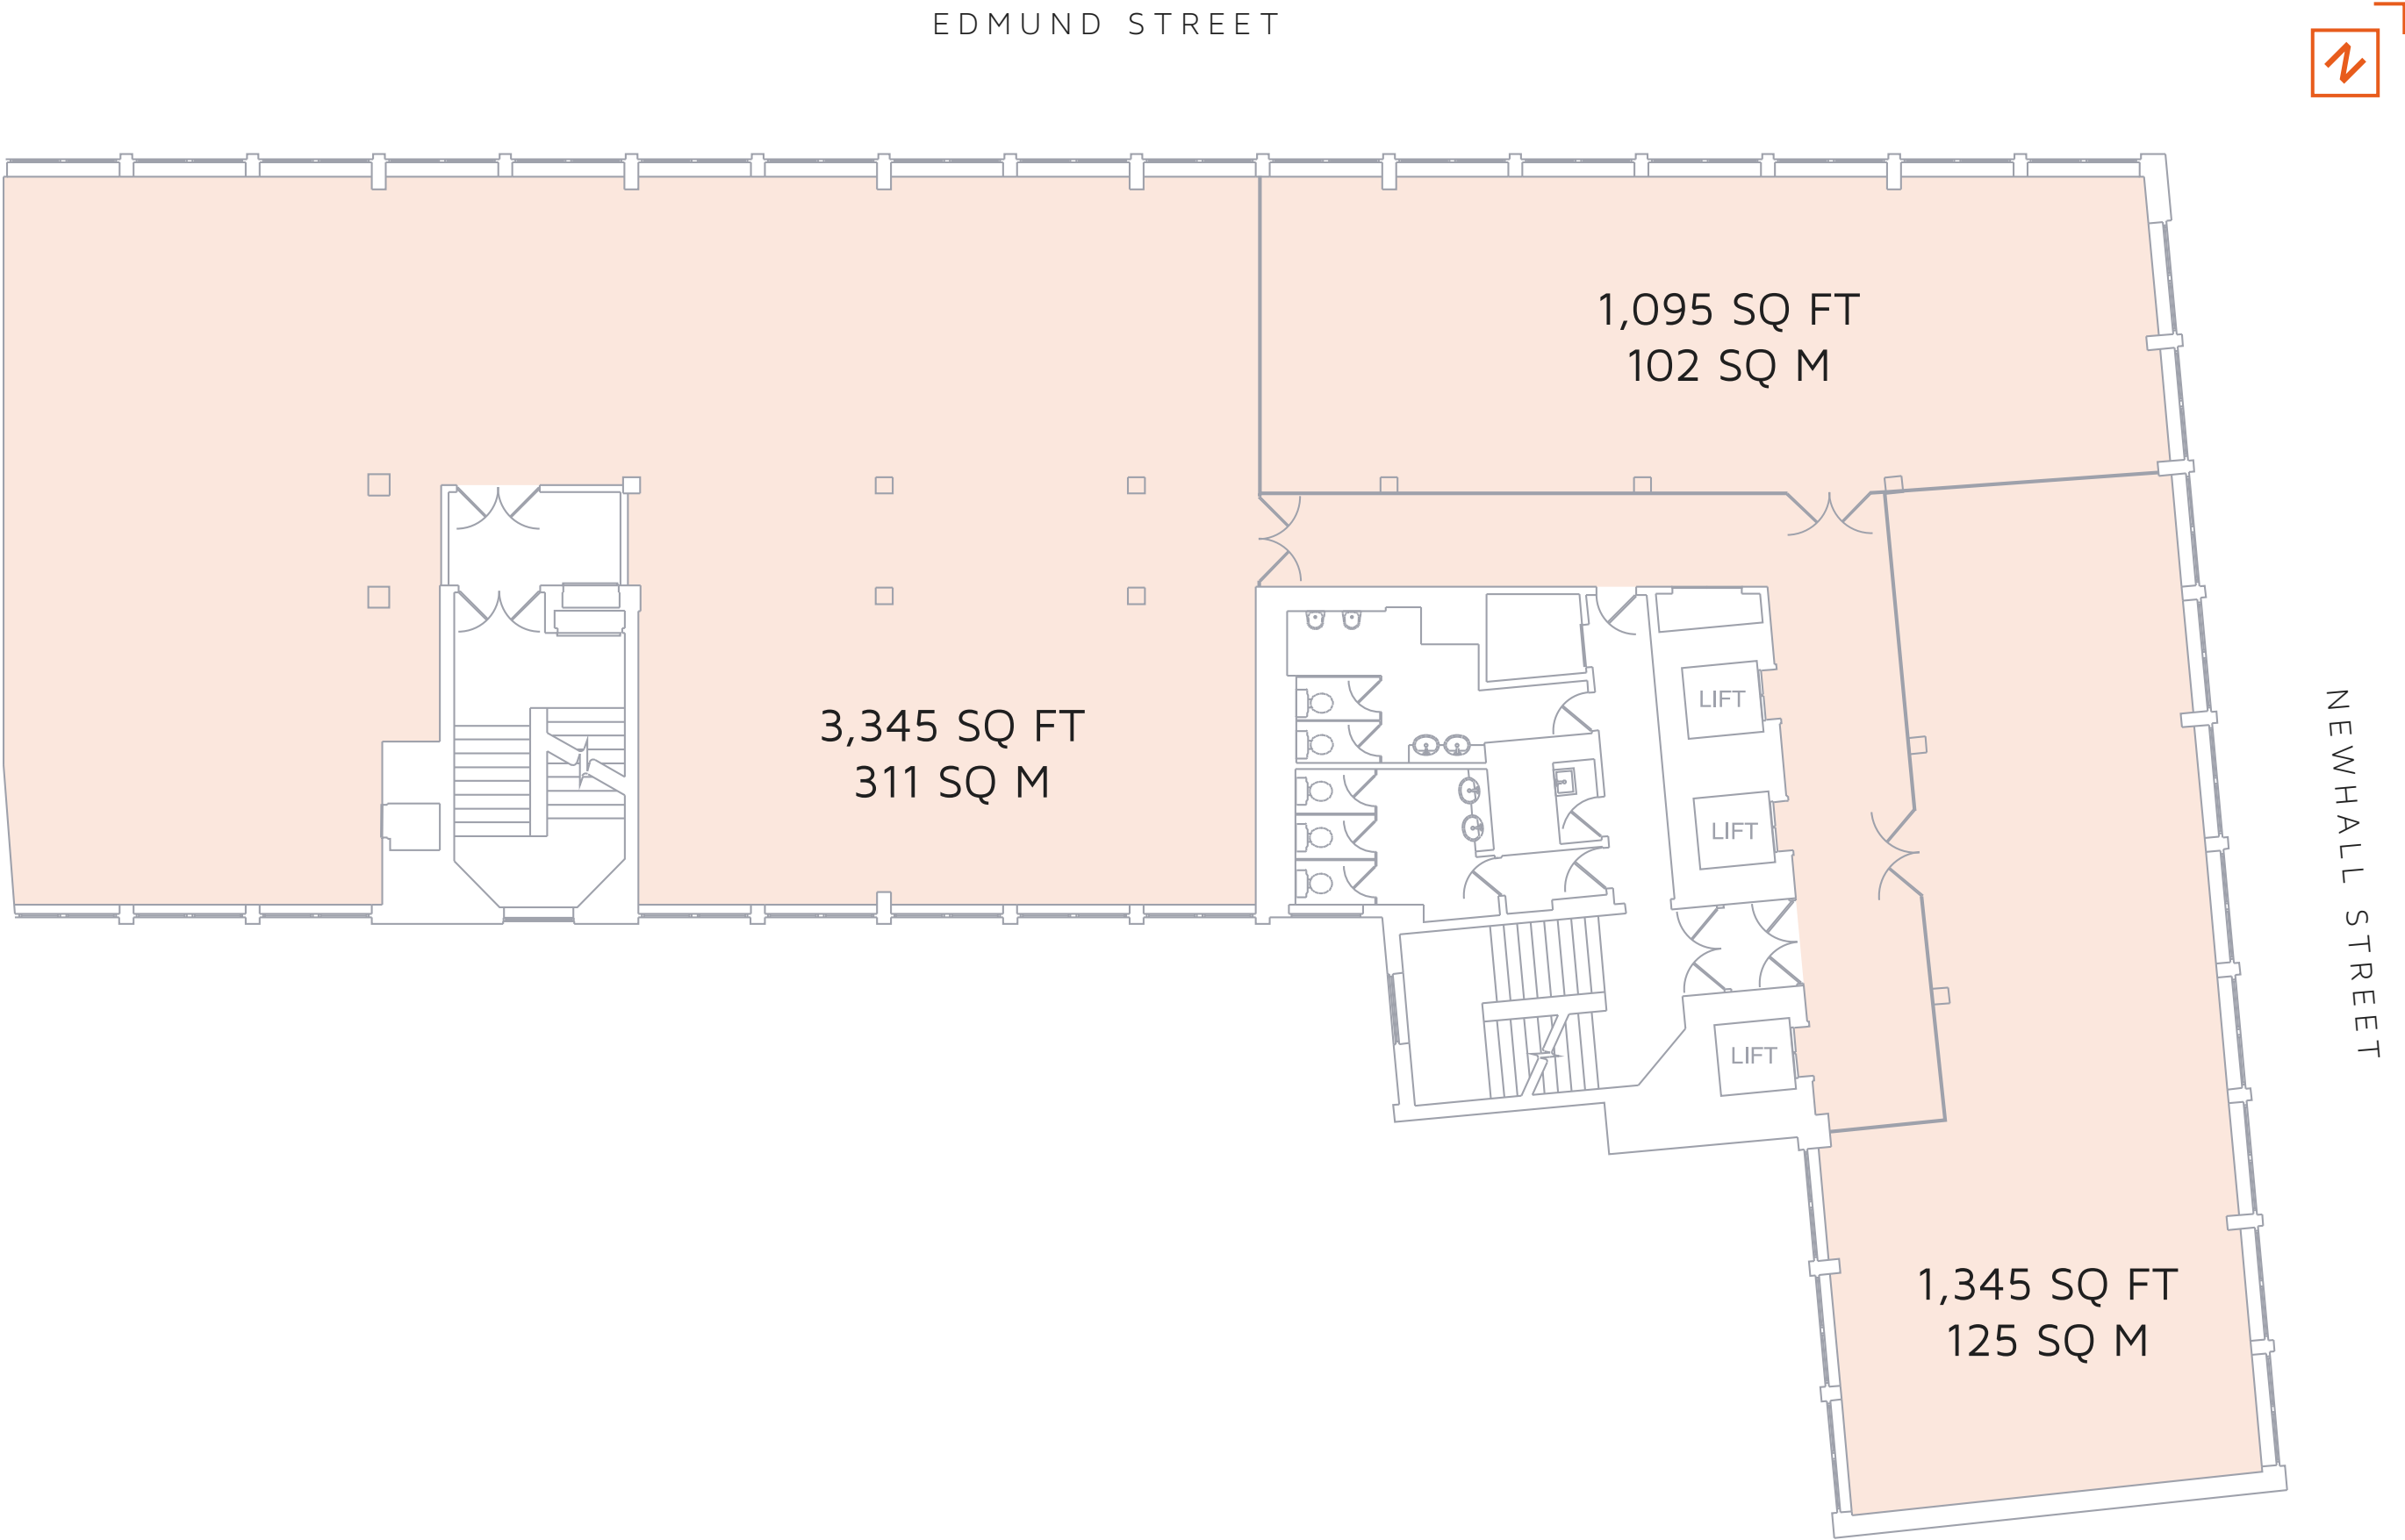 EDMUND STREET
N
1,095 SQ FT
102 SQ M
3,345 SQ FT
311 SQ M
LIFT
LIFT
LIFT
NEWHALL STREET
1,345 SQ FT
125 SQ M